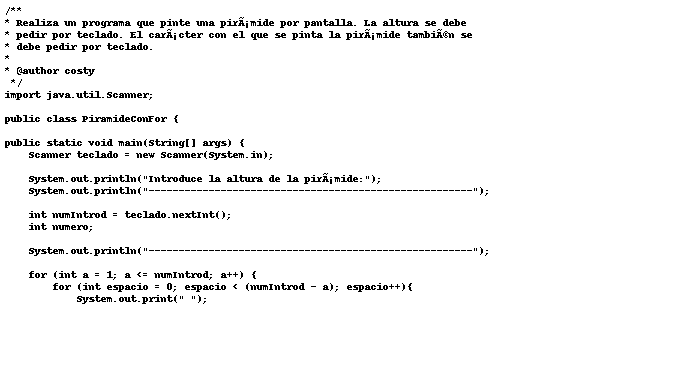 /**
* Realiza un programa que pinte una pirÃ¡mide por pantalla. La altura se debe
* pedir por teclado. El carÃ¡cter con el que se pinta la pirÃ¡mide tambiÃ©n se
* debe pedir por teclado.
*
* @author costy
*/
import java.util.Scanner;
public class PiramideConFor {
public static void main(String[] args) {
Scanner teclado = new Scanner(System.in);
System.out.println("Introduce la altura de la pirÃ¡mide:");
System.out.println("------------------------------------------------------");
int numIntrod = teclado.nextInt();
int numero;
System.out.println("------------------------------------------------------");
for (int a = 1; a <= numIntrod; a++) {
for (int espacio = 0; espacio < (numIntrod - a); espacio++){
System.out.print(" ");